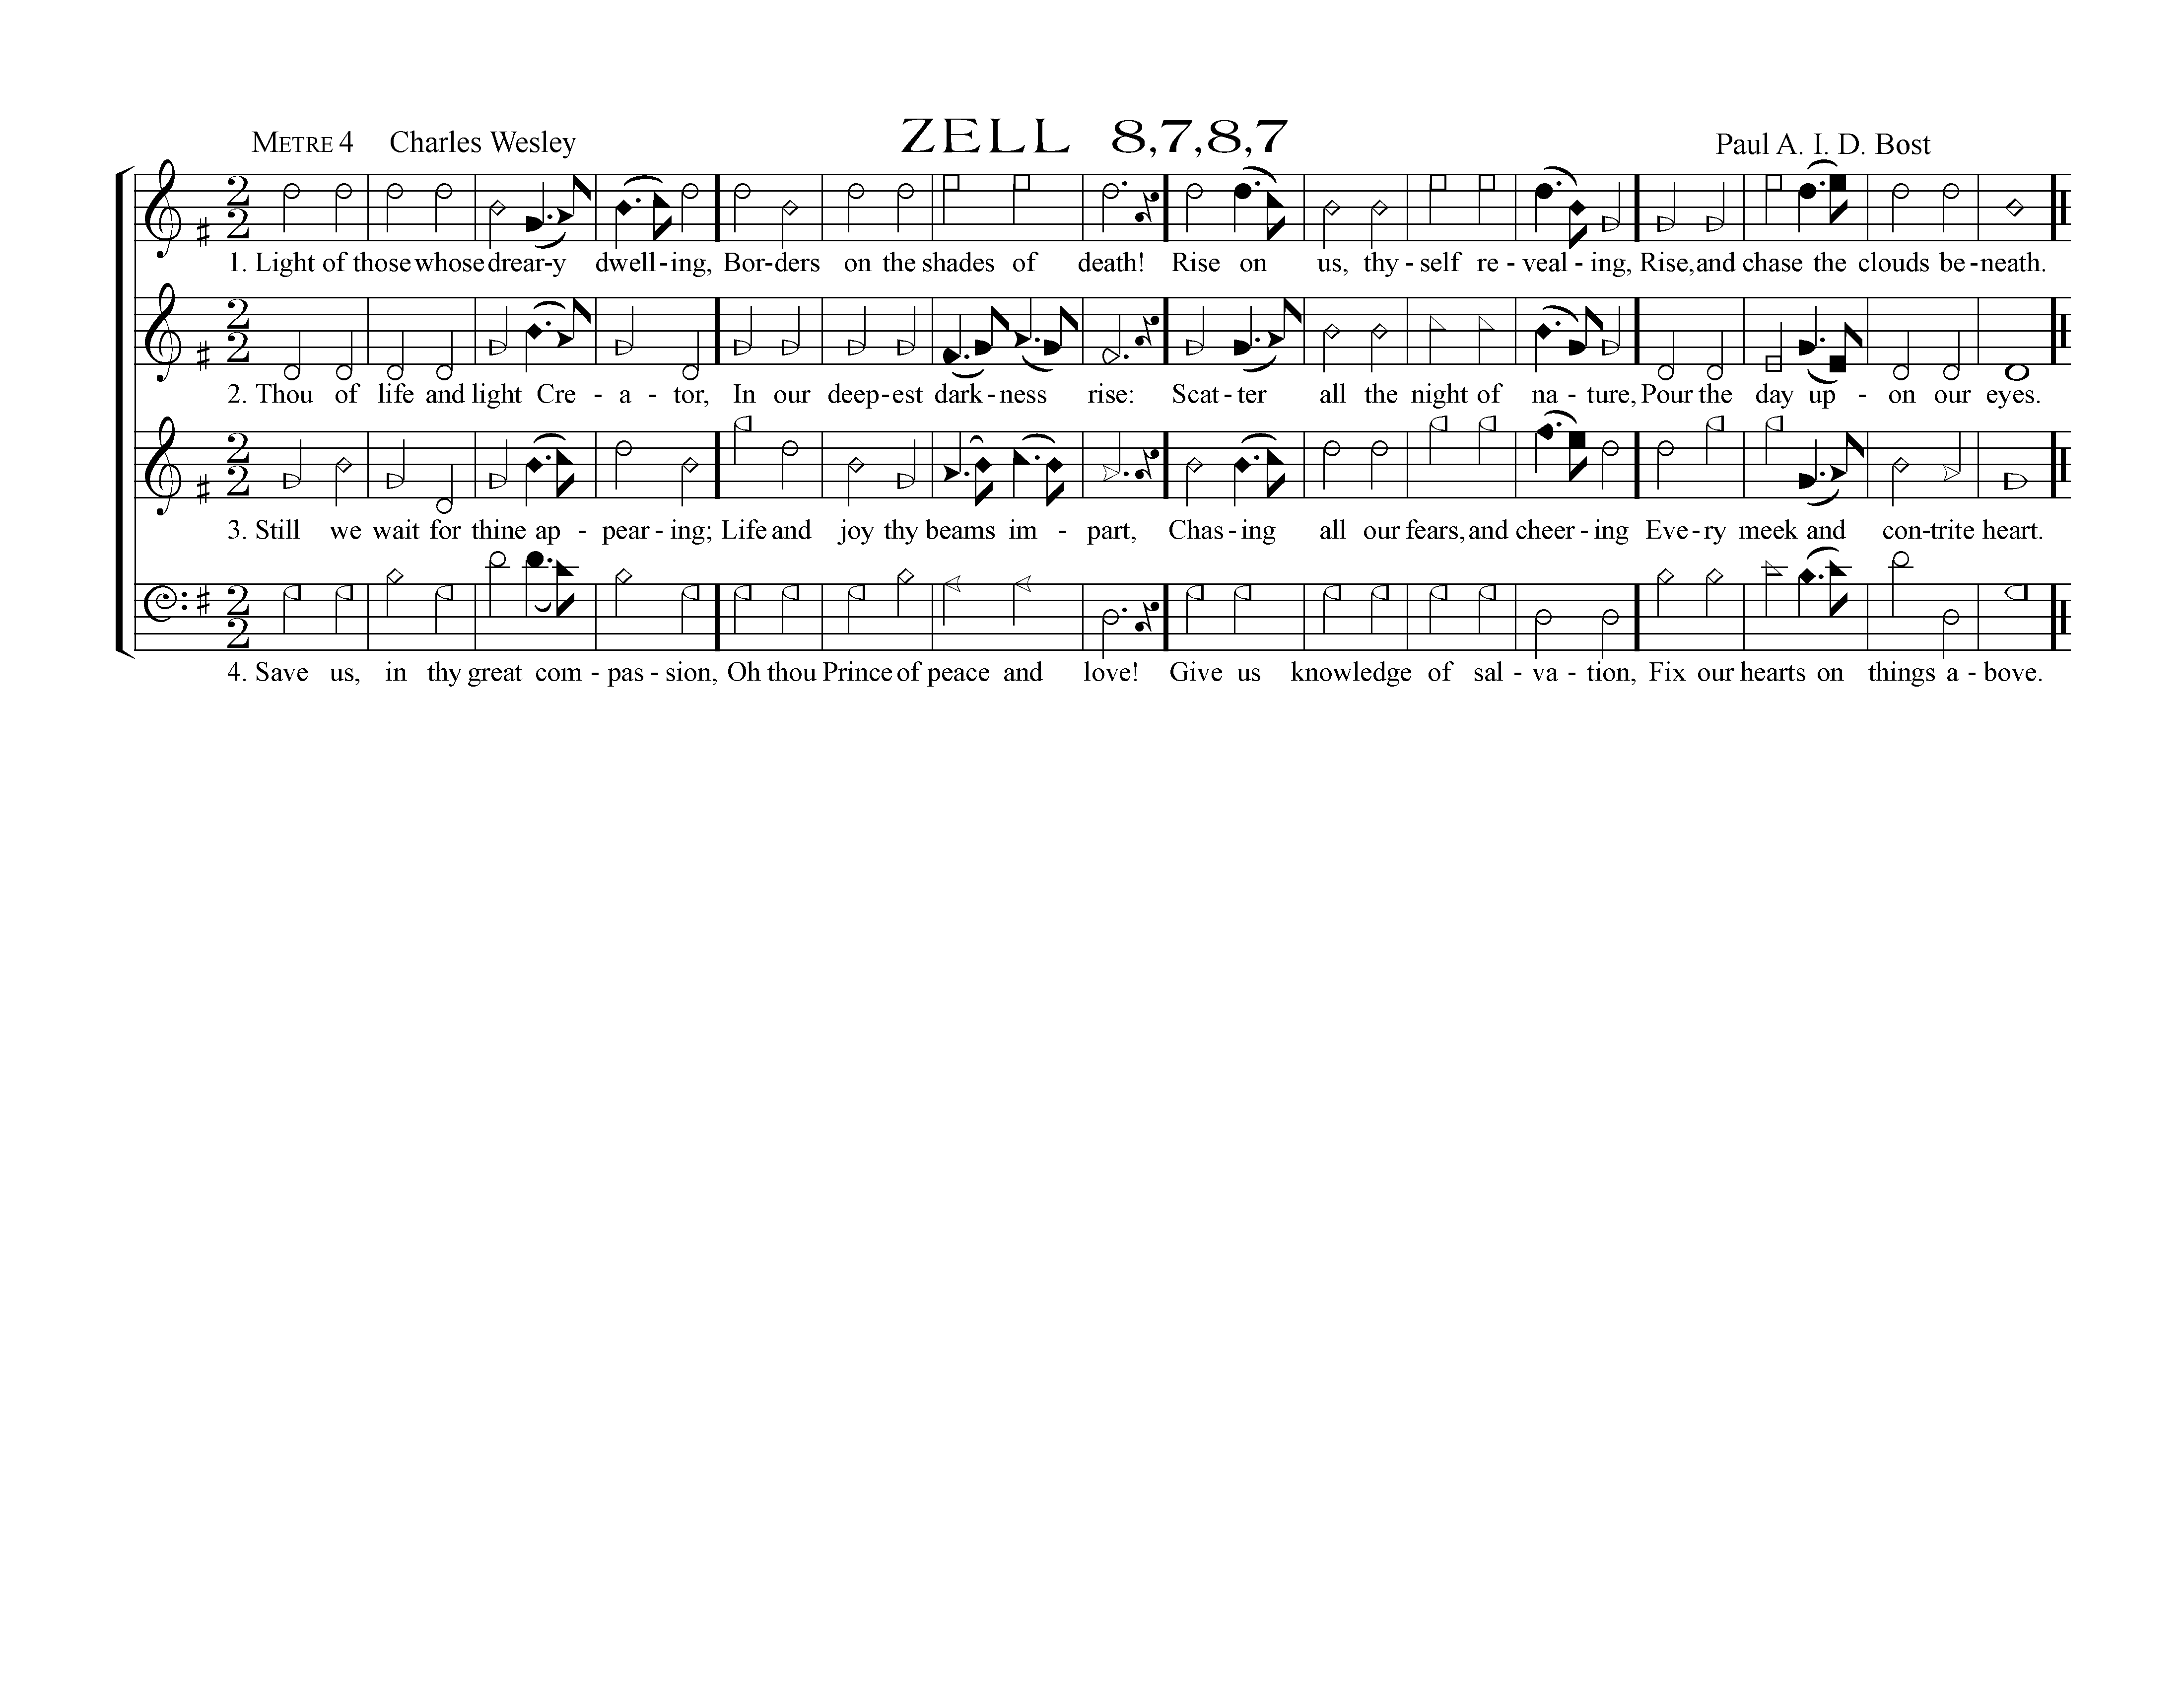 METRE 4 Charles Wesley ZELL 8,7,8,7 Paul A. I. D. Bost
2 2
1. Light of those whose drear-y dwell-ing, Bor-ders on the shades of death! Rise on us, thy-self re-veal-ing, Rise, and chase the clouds be-neath.
2 2
2. Thou of life and light Cre-a-tor, In our deep-est dark-ness rise: Scat-ter all the night of na-ture, Pour the day up-on our eyes.
2 2
3. Still we wait for thine ap-pear-ing; Life and joy thy beams im-part, Chas-ing all our fears, and cheer-ing Eve-ry meek and con-trite heart.
2 2
4. Save us, in thy great com-pas-sion, Oh thou Prince of peace and love! Give us knowledge of sal-va-tion, Fix our hearts on things a-bove.